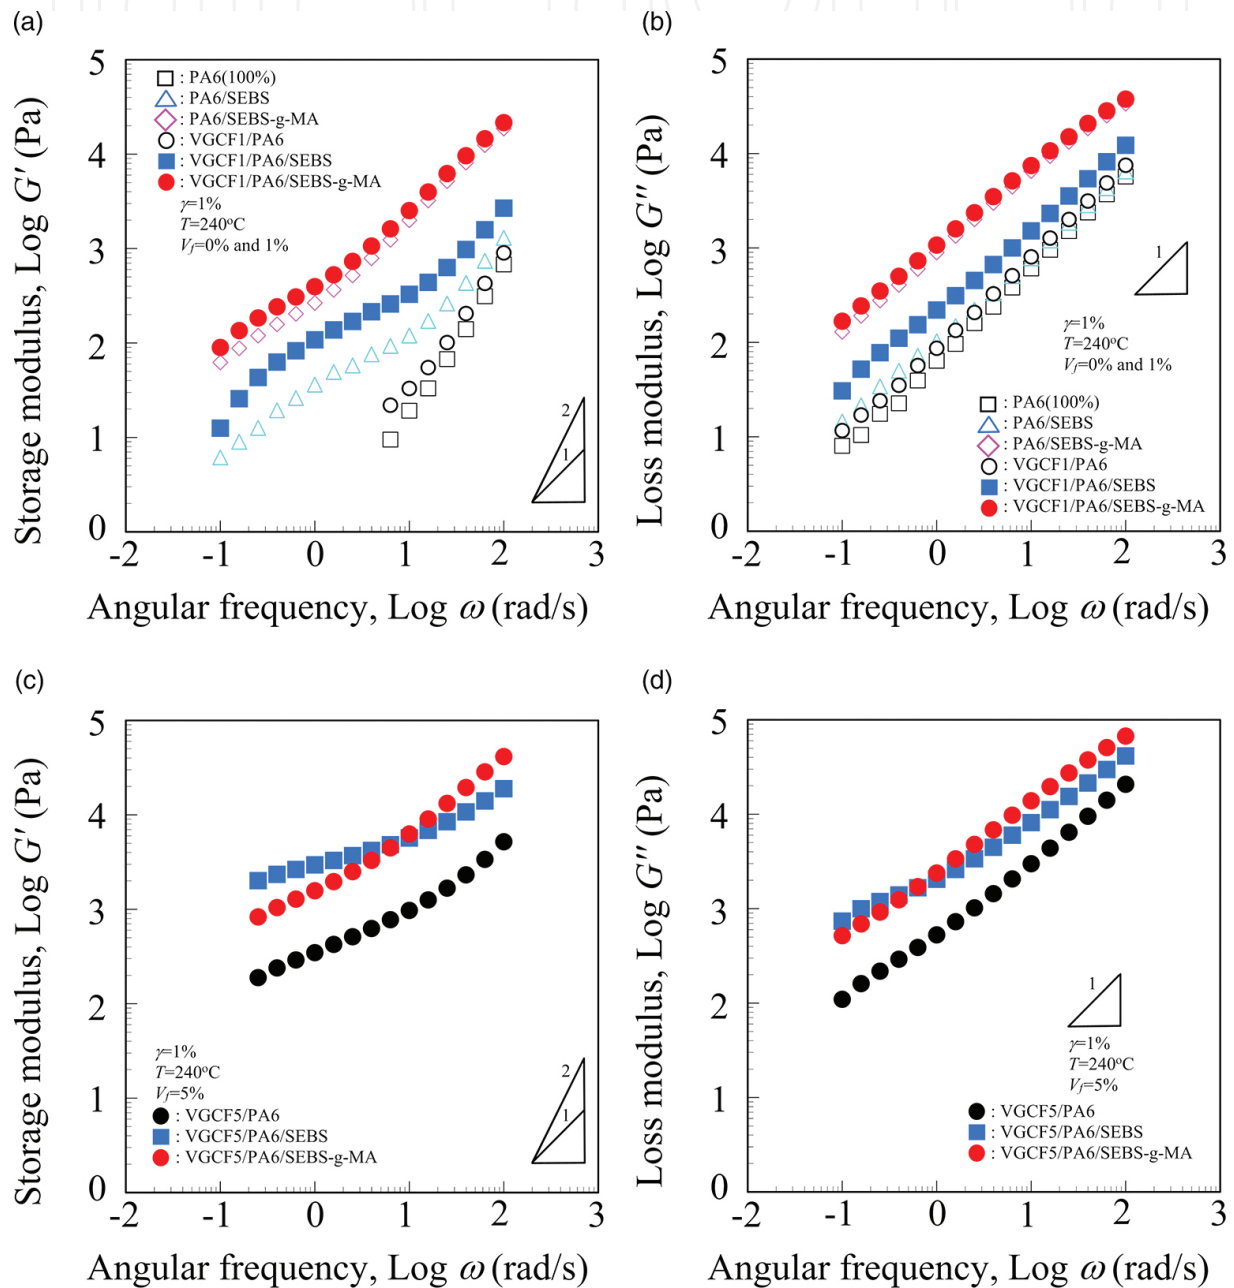 (a)
Storage modulus, Log G′ (Pa)
5
4
3
2
1
0
: PA6(100%)
: PA6/SEBS
: PA6/SEBS-g-MA
: VGCF1/PA6
: VGCF1/PA6/SEBS
: VGCF1/PA6/SEBS-g-MA
γ=1%
T=240°C
Vf=0% and 1%
2
1
-2 -1 0 1 2 3
Angular frequency, Log ω (rad/s)
(b)
Loss modulus, Log G″ (Pa)
5
4
3
2
1
0
1
γ=1%
T=240°C
Vf=0% and 1%
: PA6(100%)
: PA6/SEBS
: PA6/SEBS-g-MA
: VGCF1/PA6
: VGCF1/PA6/SEBS
: VGCF1/PA6/SEBS-g-MA
-2 -1 0 1 2 3
Angular frequency, Log ω (rad/s)
(c)
Storage modulus, Log G′ (Pa)
5
4
3
2
1
0
γ=1%
T=240°C
Vf=5%
: VGCF5/PA6
: VGCF5/PA6/SEBS
: VGCF5/PA6/SEBS-g-MA
2
1
-2 -1 0 1 2 3
Angular frequency, Log ω (rad/s)
(d)
Loss modulus, Log G″ (Pa)
5
4
3
2
1
0
1
γ=1%
T=240°C
Vf=5%
: VGCF5/PA6
: VGCF5/PA6/SEBS
: VGCF5/PA6/SEBS-g-MA
-2 -1 0 1 2 3
Angular frequency, Log ω (rad/s)